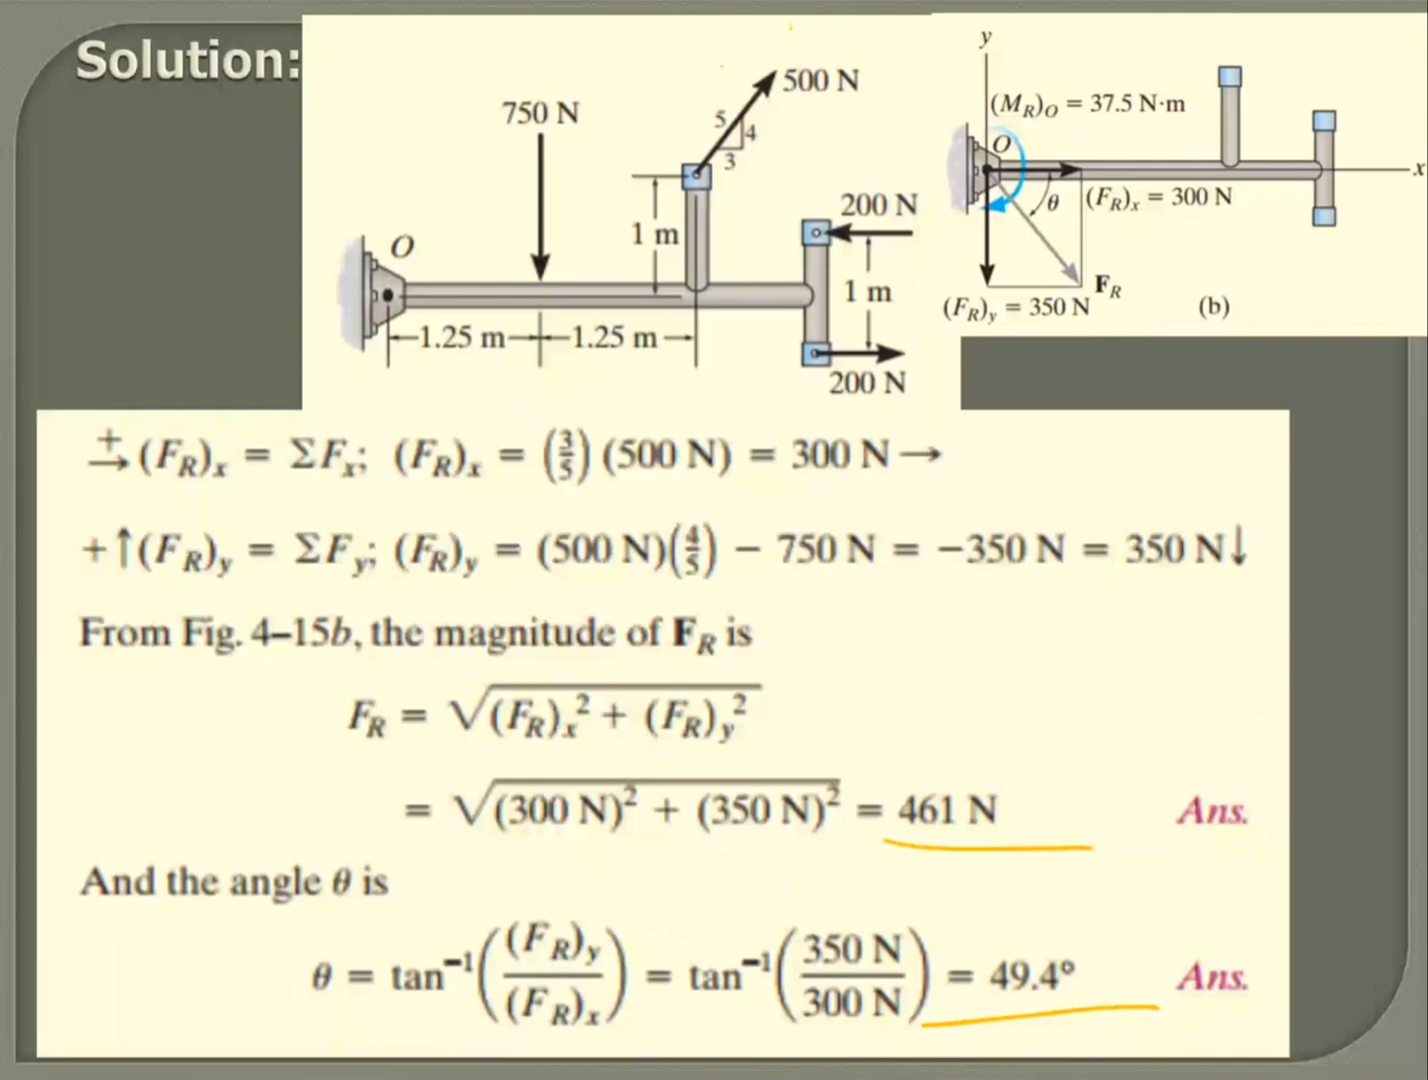 Solution:
750 N
500 N
5
4
3
200 N
1 m
O
1 m
1.25 m
1.25 m
200 N
y
(M_R)_O = 37.5 N·m
O
x
θ
(F_R)_x = 300 N
F_R
(F_R)_y = 350 N
(b)
+→ (F_R)_x = ΣF_x; (F_R)_x = (3/5) (500 N) = 300 N →
+↑(F_R)_y = ΣF_y; (F_R)_y = (500 N)(4/5) − 750 N = −350 N = 350 N↓
From Fig. 4–15b, the magnitude of F_R is
F_R = √((F_R)_x² + (F_R)_y²)
= √((300 N)² + (350 N)²) = 461 N Ans.
And the angle θ is
θ = tan⁻¹((F_R)_y/(F_R)_x) = tan⁻¹(350 N/300 N) = 49.4° Ans.